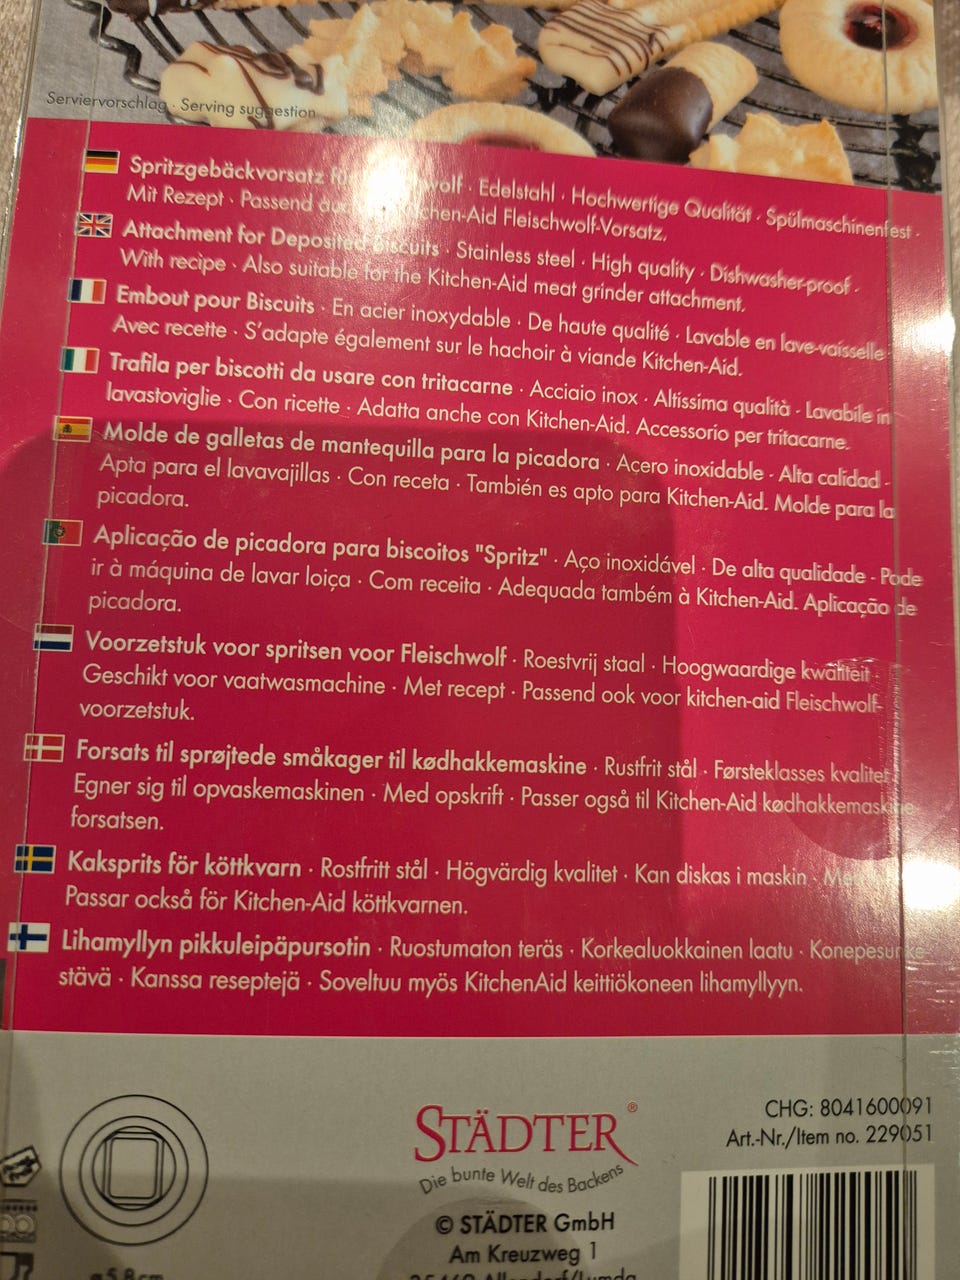 Serviervorschlag · Serving suggestion
Spritzgebäckvorsatz · Edelstahl · Hochwertige Qualität · Spülmaschinenfest ·
Mit Rezept · Passend Kitchen-Aid Fleischwolf-Vorsatz.
Attachment for Deposited Biscuits · Stainless steel · High quality · Dishwasher-proof ·
With recipe · Also suitable for the Kitchen-Aid meat grinder attachment.
Embout pour Biscuits · En acier inoxydable · De haute qualité · Lavable en lave-vaisselle
Avec recette · S'adapte également sur le hachoir à viande Kitchen-Aid.
Trafila per biscotti da usare con tritacarne · Acciaio inox · Altíssima qualità · Lavabile in
lavastoviglie · Con ricette · Adatta anche con Kitchen-Aid. Accessorio per tritacarne.
Molde de galletas de mantequilla para la picadora · Acero inoxidable · Alta calidad ·
Apta para el lavavajillas · Con receta · También es apto para Kitchen-Aid. Molde para la
picadora.
Aplicação de picadora para biscoitos "Spritz" · Aço inoxidável · De alta qualidade · Pode
ir à máquina de lavar loiça · Com receita · Adequada também à Kitchen-Aid. Aplicação de
picadora.
Voorzetstuk voor spritsen voor Fleischwolf · Roestvrij staal · Hoogwaardige kwaliteit ·
Geschikt voor vaatwasmachine · Met recept · Passend ook voor kitchen-aid Fleischwolf-
voorzetstuk.
Forsats til sprøjtede småkager til kødhakkemaskine · Rustfrit stål · Førsteklasses kvalitet
Egner sig til opvaskemaskinen · Med opskrift · Passer også til Kitchen-Aid kødhakkemaskine-
forsatsen.
Kaksprits för köttkvarn · Rostfritt stål · Högvärdig kvalitet · Kan diskas i maskin ·
Passar också för Kitchen-Aid köttkvarnen.
Lihamyllyn pikkuleipäpursotin · Ruostumaton teräs · Korkealuokkainen laatu · Konepesunke-
stävä · Kanssa reseptejä · Soveltuu myös KitchenAid keittiökoneen lihamyllyyn.
STÄDTER®
Die bunte Welt des Backens
CHG: 8041600091
Art.-Nr./Item no. 229051
© STÄDTER GmbH
Am Kreuzweg 1